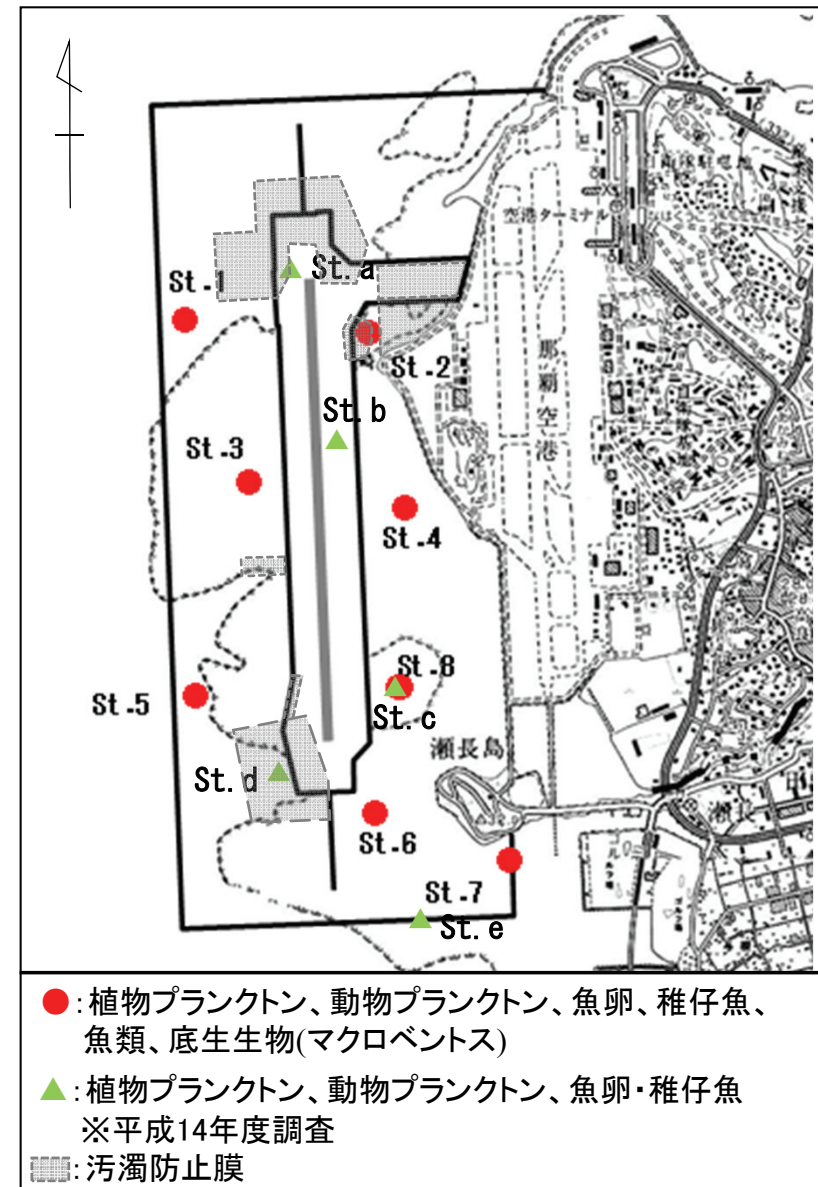 空港ターミナル
St.a
St.1
St.2
那覇空港
St.b
St.3
St.4
St.8
St.5
St.c
瀬長島
St.d
St.6
St.7
St.e
●:植物プランクトン、動物プランクトン、魚卵、稚仔魚、
魚類、底生生物(マクロベントス)
▲:植物プランクトン、動物プランクトン、魚卵・稚仔魚
※平成14年度調査
:汚濁防止膜